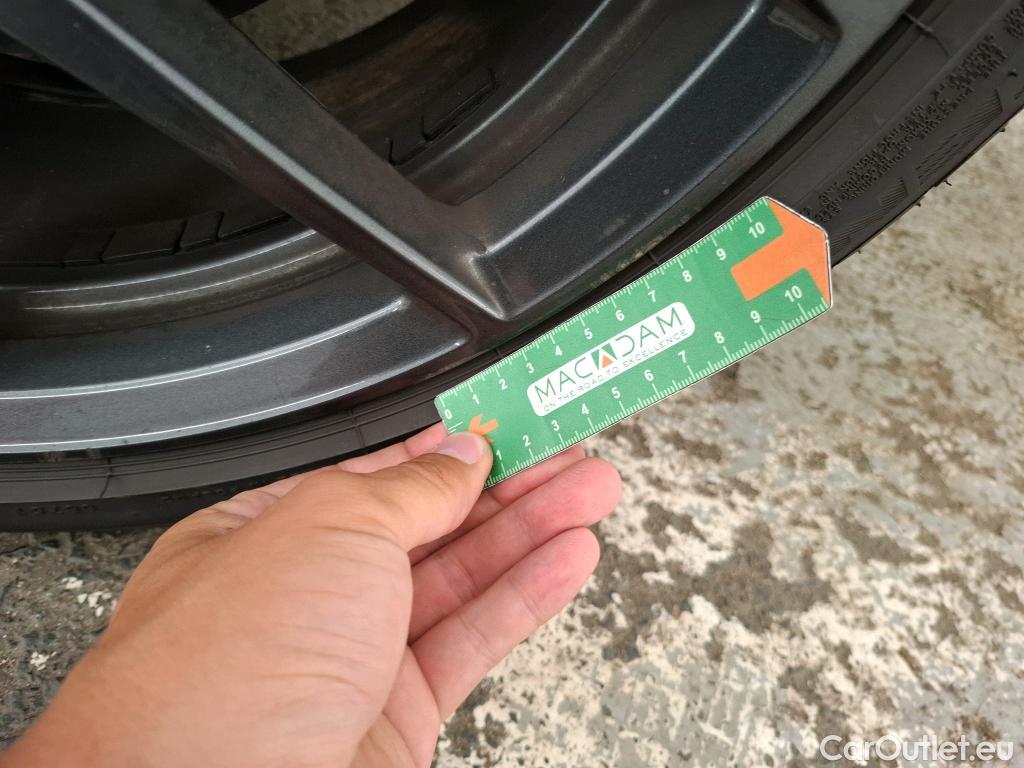 0 1 2 3 4 5 6 7 8 9 10
MACADAM
ON THE ROAD TO EXCELLENCE
1 2 3 4 5 6 7 8 9 10
CarOutlet.eu